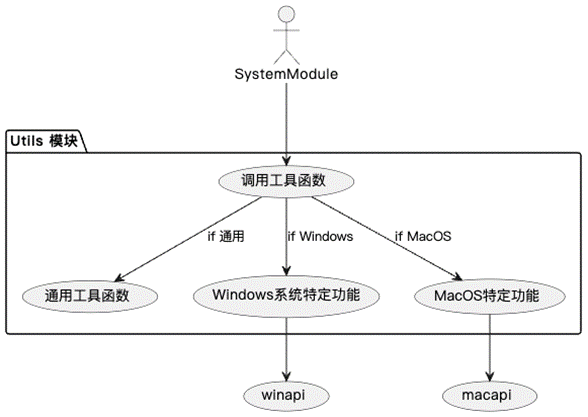 SystemModule
Utils 模块
调用工具函数
if 通用
if Windows
if MacOS
通用工具函数
Windows系统特定功能
MacOS特定功能
winapi
macapi